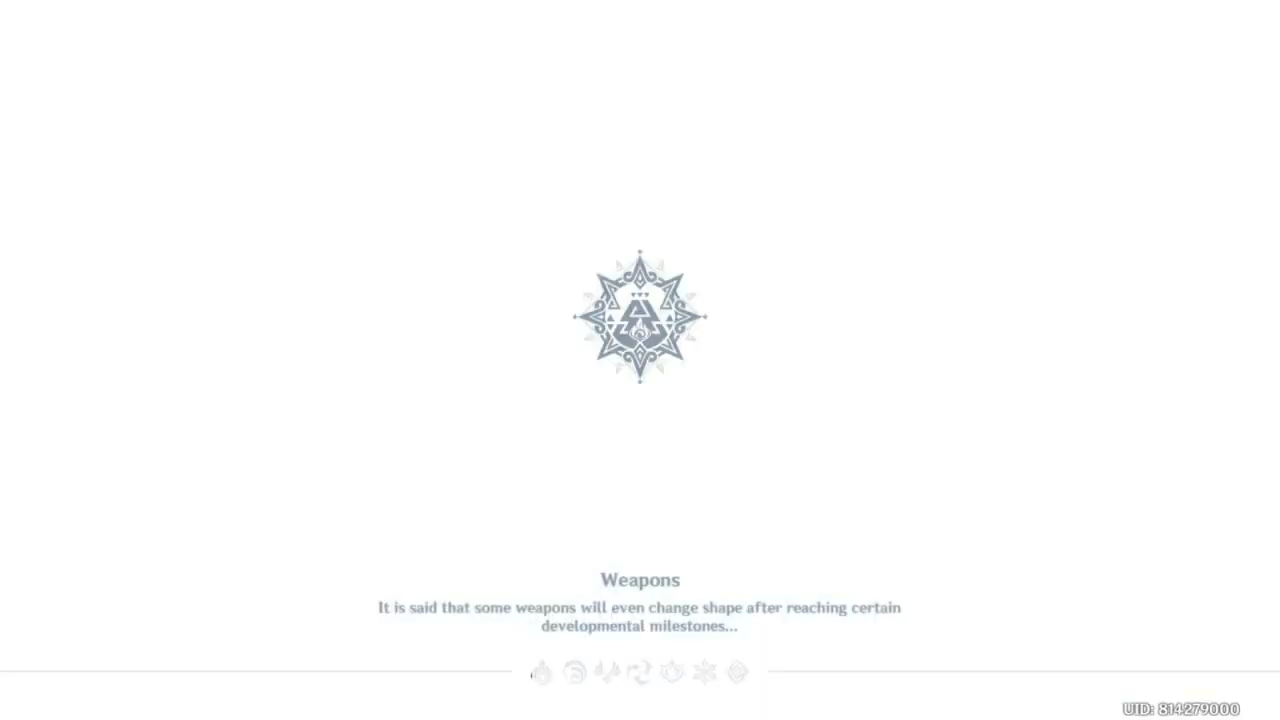 Weapons
It is said that some weapons will even change shape after reaching certain
developmental milestones...
UID: 814279000